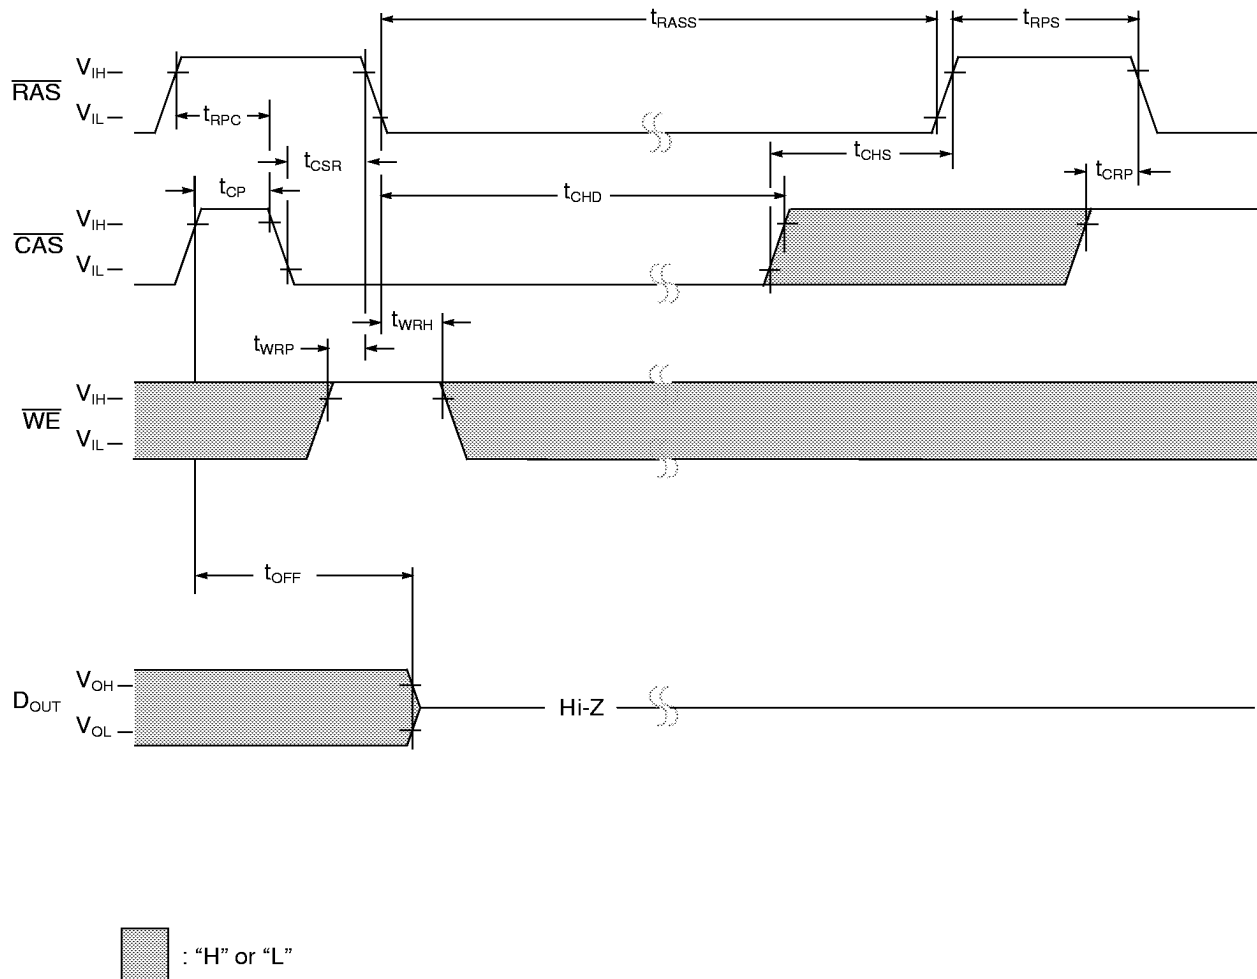 tRASS
tRPS
RAS
VIH
VIL
tRPC
tCSR
tCHS
tCP
tCHD
tCRP
CAS
VIH
VIL
tWRH
tWRP
WE
VIH
VIL
tOFF
DOUT
VOH
VOL
Hi-Z
: “H” or “L”